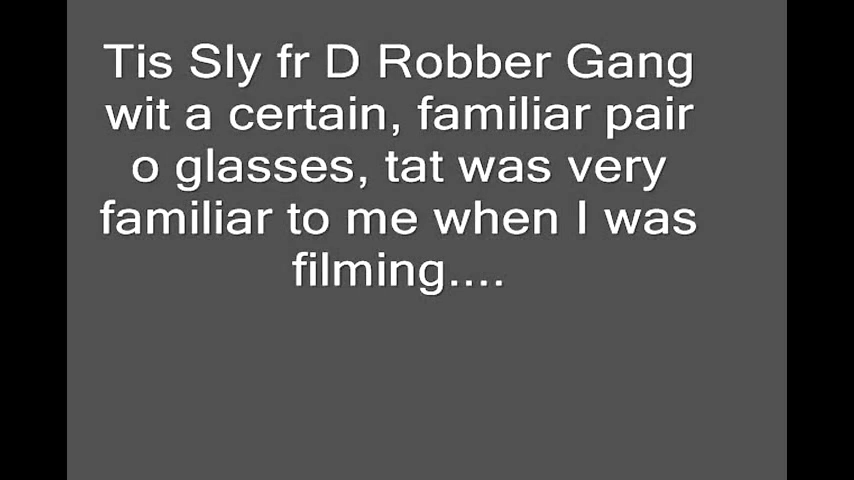 Tis Sly fr D Robber Gang
wit a certain, familiar pair
o glasses, tat was very
familiar to me when I was
filming....